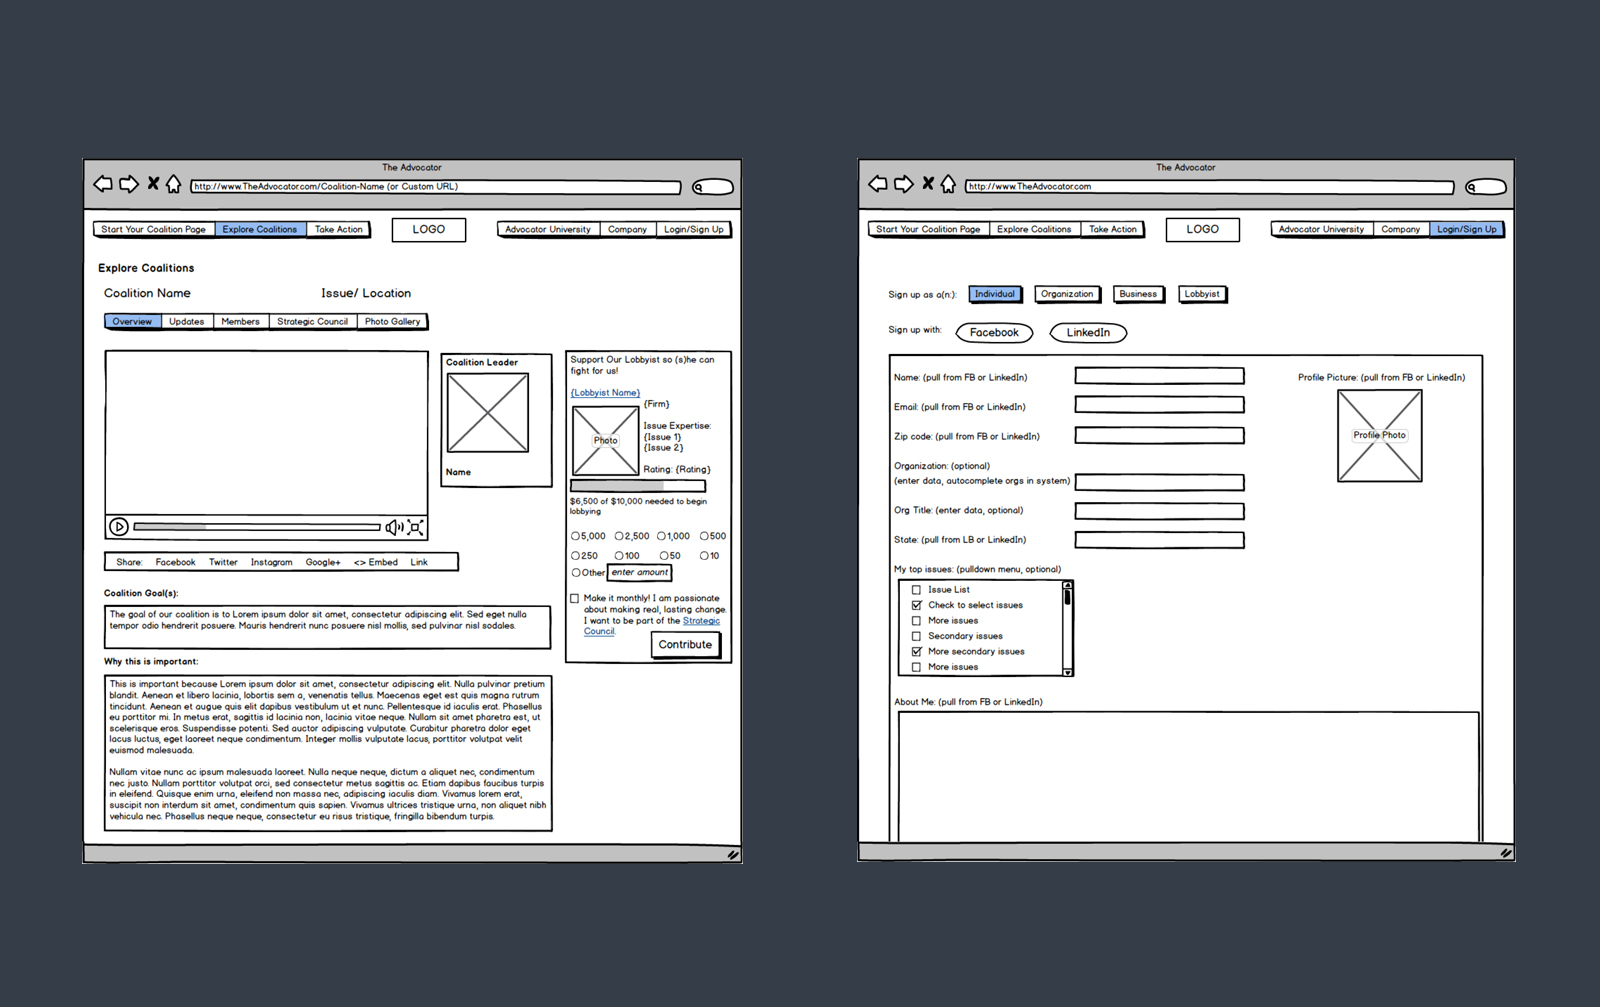 The Advocator
http://www.TheAdvocator.com/Coalition-Name (or Custom URL)
Start Your Coalition Page
Explore Coalitions
Take Action
LOGO
Advocator University
Company
Login/Sign Up
Explore Coalitions
Coalition Name
Issue/ Location
Overview
Updates
Members
Strategic Council
Photo Gallery
Coalition Leader
Name
Share:
Facebook
Twitter
Instagram
Google+
<> Embed
Link
Coalition Goal(s):
The goal of our coalition is to Lorem ipsum dolor sit amet, consectetur adipiscing elit. Sed eget nulla
tempor odio hendrerit posuere. Mauris hendrerit nunc posuere nisl mollis, sed pulvinar nisl sodales.
Why this is important:
This is important because Lorem ipsum dolor sit amet, consectetur adipiscing elit. Nulla pulvinar pretium
blandit. Aenean et libero lacinia, lobortis sem a, venenatis tellus. Maecenas eget est quis magna rutrum
tincidunt. Aenean et augue quis elit dapibus vestibulum ut et nunc. Pellentesque id iaculis erat. Phasellus
eu porttitor mi. In metus erat, sagittis id lacinia non, lacinia vitae neque. Nullam sit amet pharetra est, ut
scelerisque eros. Suspendisse potenti. Sed auctor adipiscing vulputate. Curabitur pharetra dolor eget
lacus luctus, eget laoreet neque condimentum. Integer mollis vulputate lacus, porttitor volutpat velit
euismod malesuada.
Nullam vitae nunc ac ipsum malesuada laoreet. Nulla neque neque, dictum a aliquet nec, condimentum
nec justo. Nullam porttitor volutpat orci, sed consectetur metus sagittis ac. Etiam dapibus faucibus turpis
in eleifend. Quisque enim urna, eleifend non massa nec, adipiscing iaculis diam. Vivamus lorem erat,
suscipit non interdum sit amet, condimentum quis sapien. Vivamus ultrices tristique urna, non aliquet nibh
vehicula nec. Phasellus neque neque, consectetur eu risus tristique, fringilla bibendum turpis.
Support Our Lobbyist so (s)he can
fight for us!
{Lobbyist Name}
{Firm}
Photo
Issue Expertise:
{Issue 1}
{Issue 2}
Rating: {Rating}
$6,500 of $10,000 needed to begin
lobbying
5,000
2,500
1,000
500
250
100
50
10
Other
enter amount
Make it monthly! I am passionate
about making real, lasting change.
I want to be part of the Strategic
Council.
Contribute
The Advocator
http://www.TheAdvocator.com
Start Your Coalition Page
Explore Coalitions
Take Action
LOGO
Advocator University
Company
Login/Sign Up
Sign up as a(n:):
Individual
Organization
Business
Lobbyist
Sign up with:
Facebook
LinkedIn
Name: (pull from FB or LinkedIn)
Email: (pull from FB or LinkedIn)
Zip code: (pull from FB or LinkedIn)
Organization: (optional)
(enter data, autocomplete orgs in system)
Org Title: (enter data, optional)
State: (pull from LB or LinkedIn)
Profile Picture: (pull from FB or LinkedIn)
Profile Photo
My top issues: (pulldown menu, optional)
Issue List
Check to select issues
More issues
Secondary issues
More secondary issues
More issues
About Me: (pull from FB or LinkedIn)